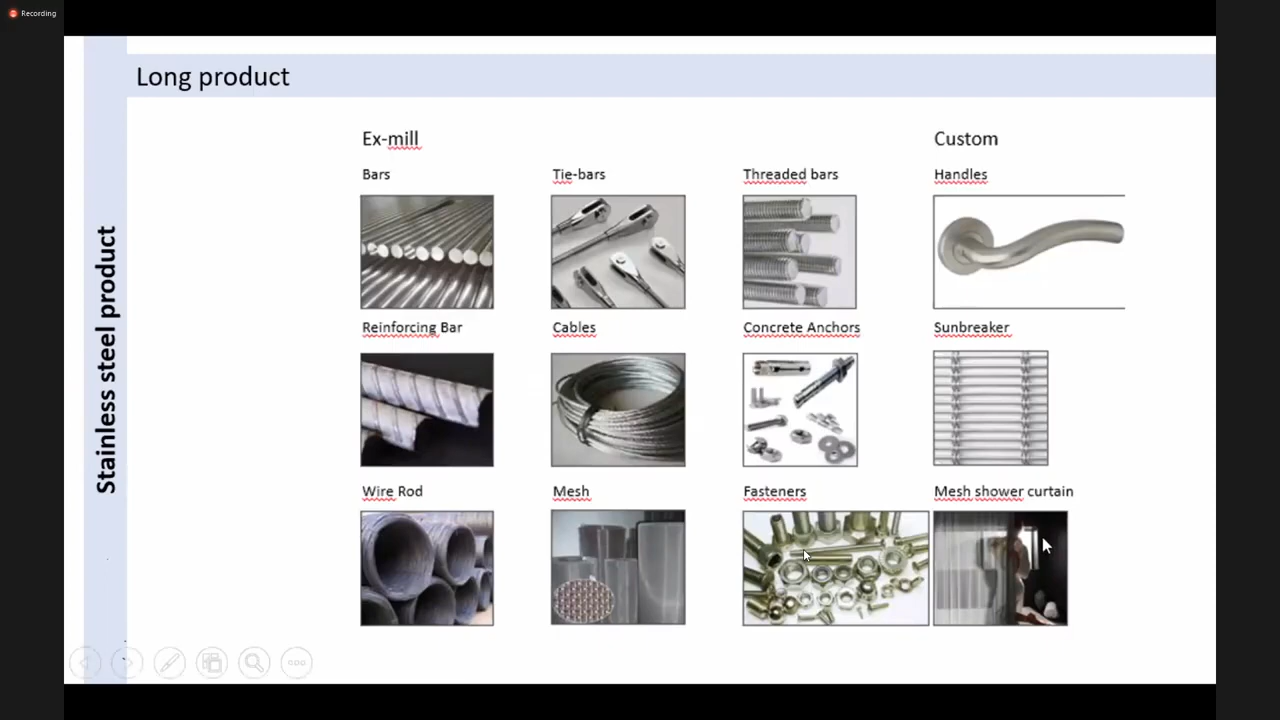 Recording
Long product
Stainless steel product
Ex-mill
Custom
Bars
Tie-bars
Threaded bars
Handles
Reinforcing Bar
Cables
Concrete Anchors
Sunbreaker
Wire Rod
Mesh
Fasteners
Mesh shower curtain